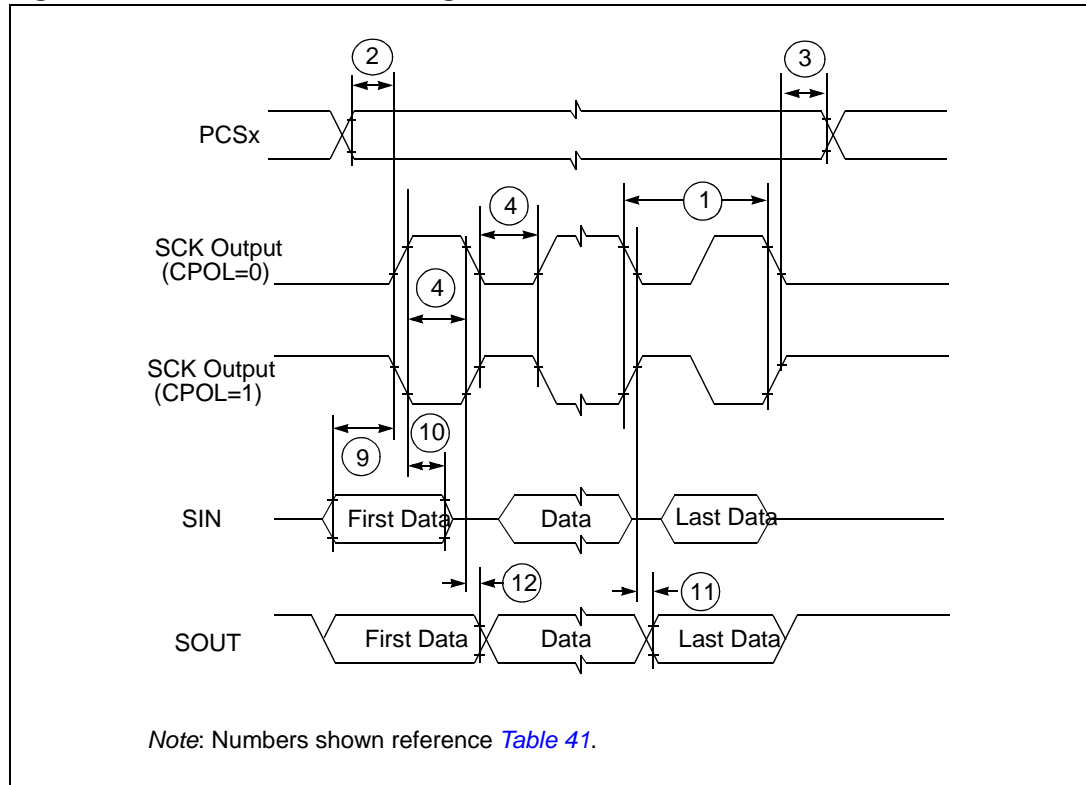 2
3
PCSx
1
4
SCK Output
(CPOL=0)
4
SCK Output
(CPOL=1)
10
9
SIN
First Data
Data
Last Data
12
11
SOUT
First Data
Data
Last Data
Note: Numbers shown reference Table 41.